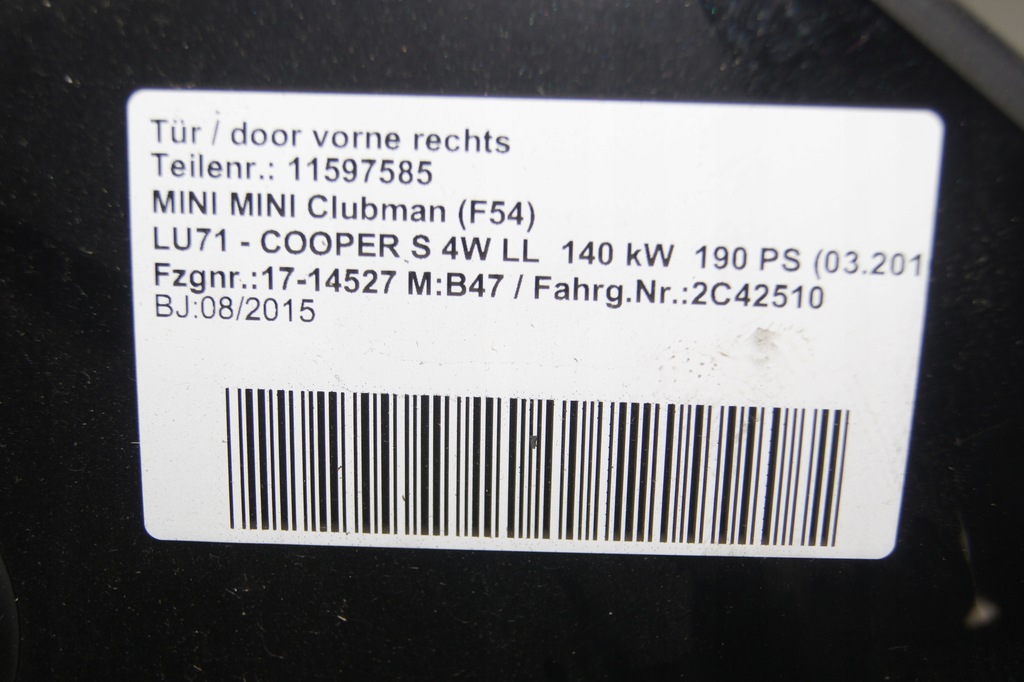 Tür / door vorne rechts
Teilenr.: 11597585
MINI MINI Clubman (F54)
LU71 - COOPER S 4W LL  140 kW  190 PS (03.201
Fzgnr.:17-14527 M:B47 / Fahrg.Nr.:2C42510
BJ:08/2015